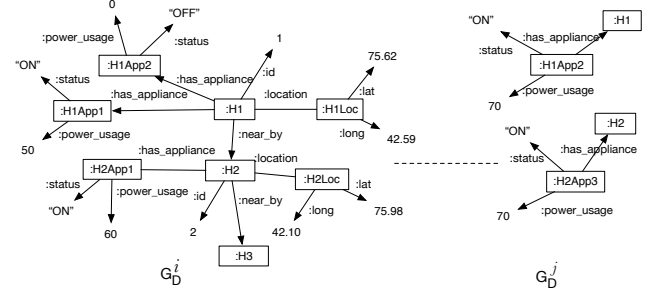 0
"OFF"
:power_usage
:status
1
"ON"
:H1App2
75.62
:status
:has_appliance
:id
:has_appliance
:location
:lat
:H1App1
:H1
:H1Loc
:power_usage
:near_by
:long
42.59
50
:has_appliance
:location
:H2App1
:H2
:status
:power_usage
:id
:near_by
:H2Loc
:lat
"ON"
:long
75.98
60
2
42.10
:H3
G_D^i
"ON"
:H1
:has_appliance
:status
:H1App2
:power_usage
70
"ON"
:H2
:has_appliance
:status
:H2App3
70
:power_usage
G_D^j